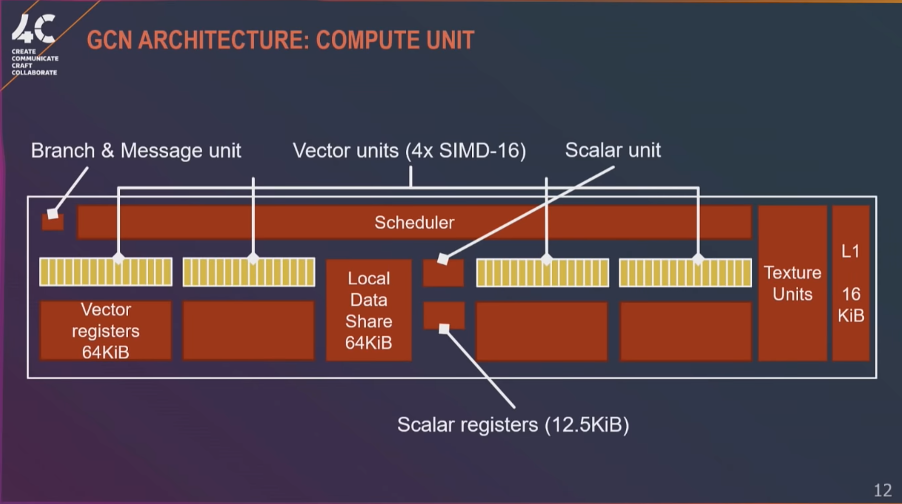 4C
CREATE
COMMUNICATE
CRAFT
COLLABORATE
GCN ARCHITECTURE: COMPUTE UNIT
Branch & Message unit
Vector units (4x SIMD-16)
Scalar unit
Scheduler
Vector
registers
64KiB
Local
Data
Share
64KiB
Texture
Units
L1
16
KiB
Scalar registers (12.5KiB)
12